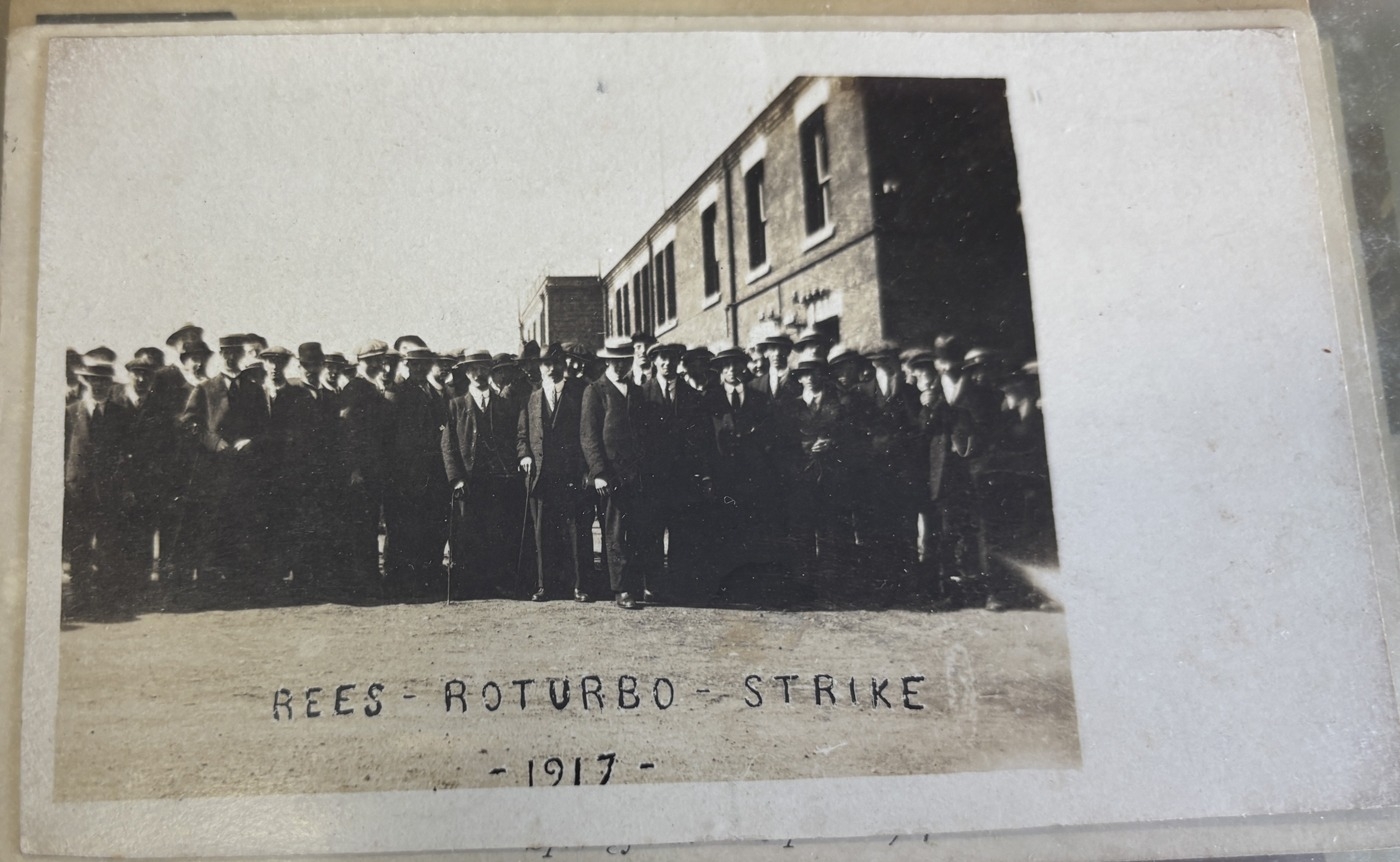 REES - ROTURBO - STRIKE
- 1917 -